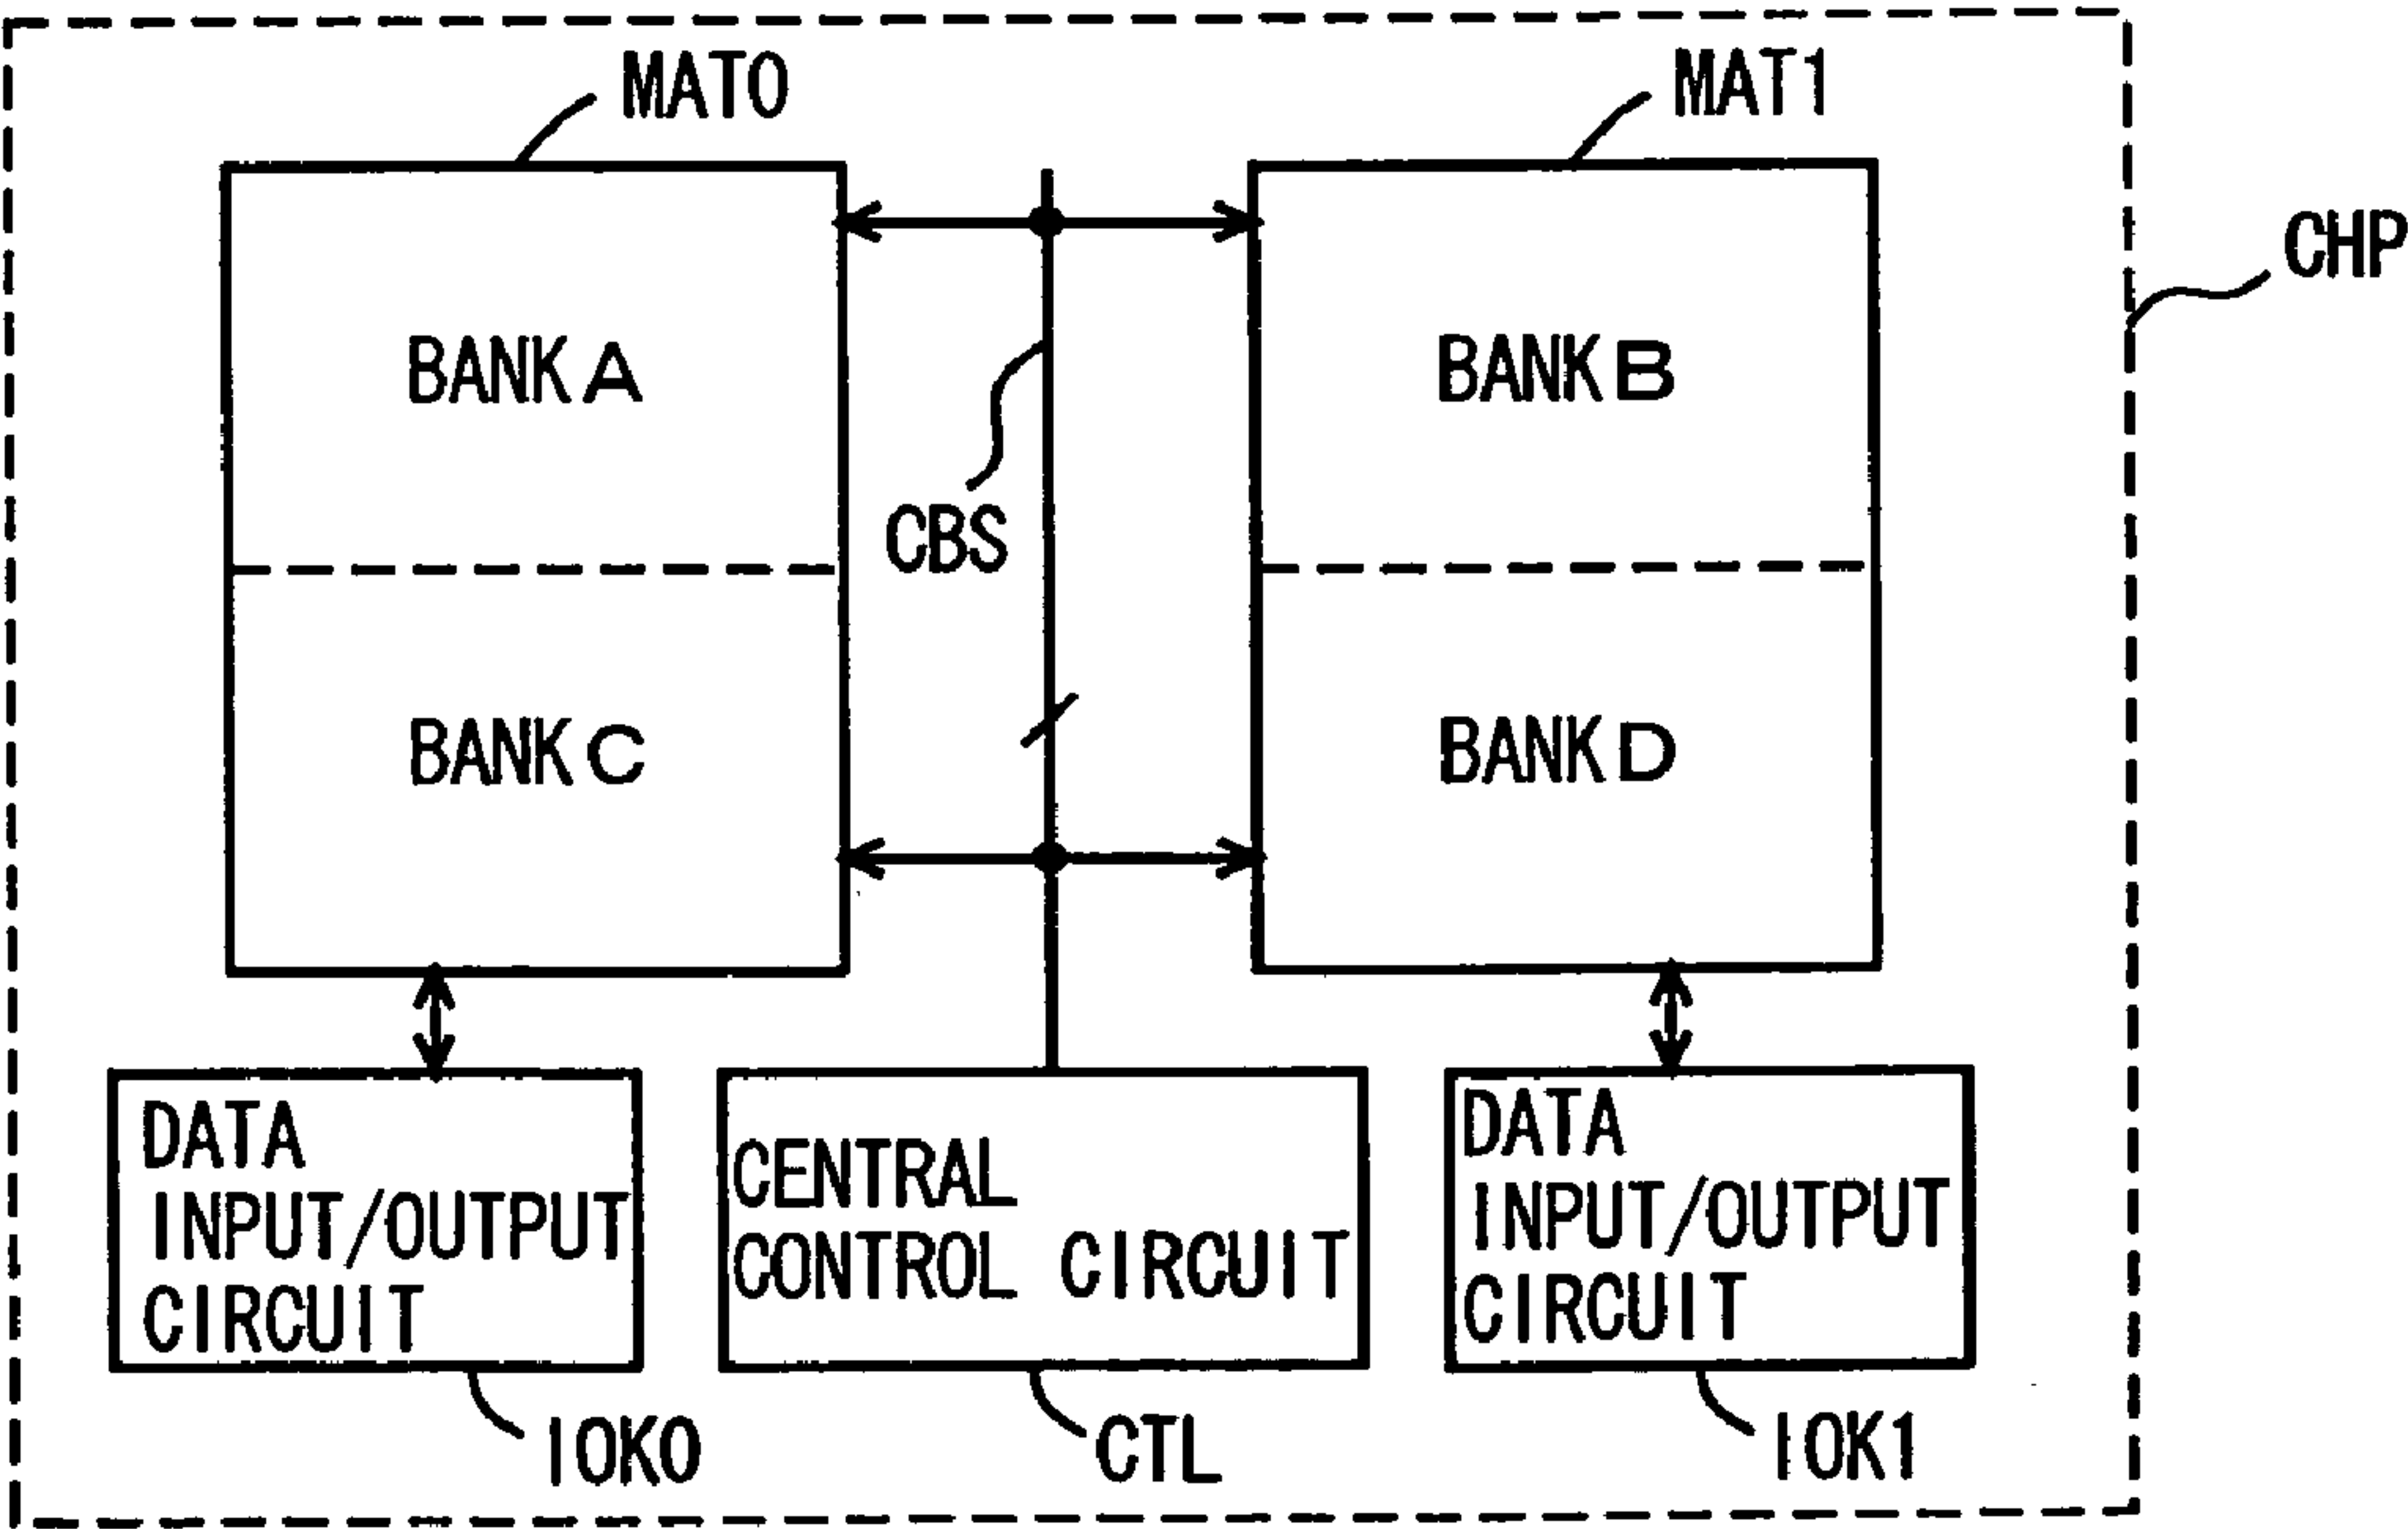 MAT0
MAT1
CHP
BANK A
BANK B
CBS
BANK C
BANK D
DATA
INPUT/OUTPUT
CIRCUIT
CENTRAL
CONTROL CIRCUIT
DATA
INPUT/OUTPUT
CIRCUIT
IOK0
CTL
IOK1